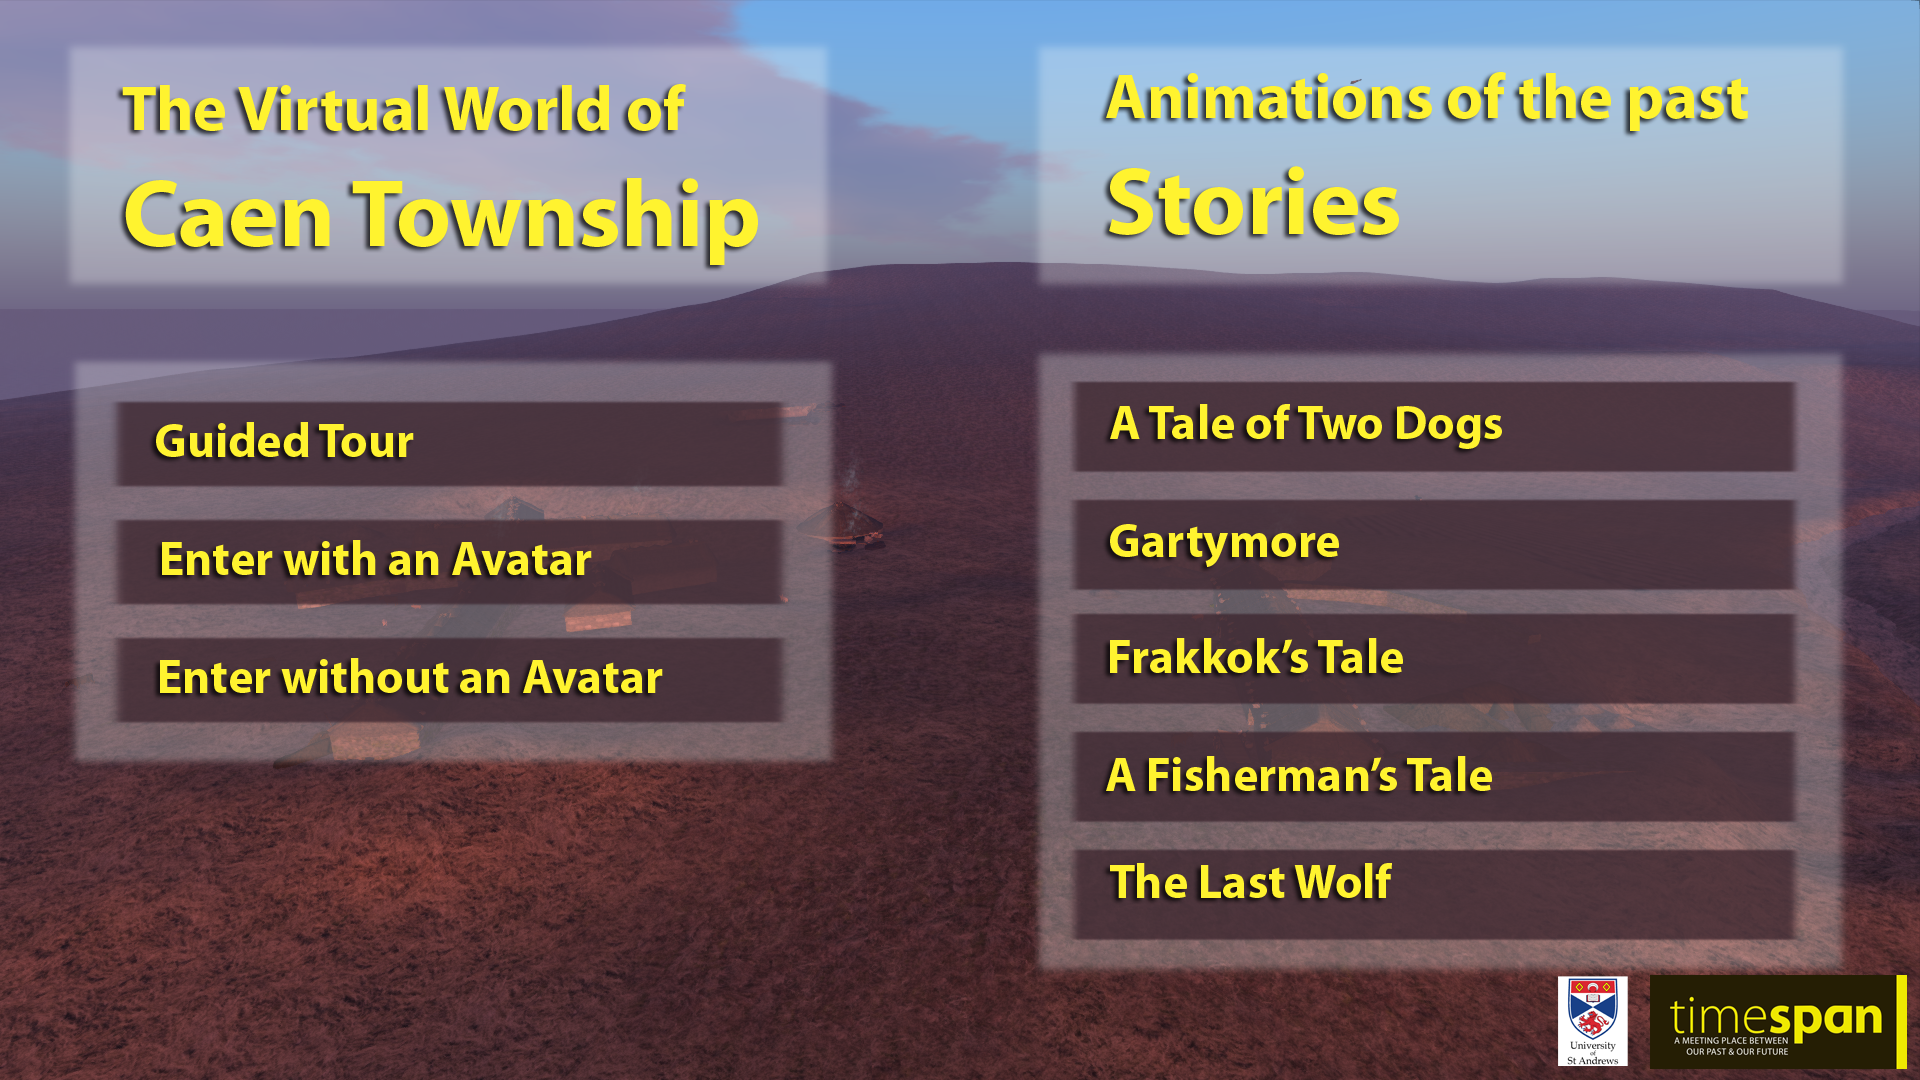 The Virtual World of
Caen Township
Guided Tour
Enter with an Avatar
Enter without an Avatar
Animations of the past
Stories
A Tale of Two Dogs
Gartymore
Frakkok’s Tale
A Fisherman’s Tale
The Last Wolf
University
of
St Andrews
timespan
A MEETING PLACE BETWEEN
OUR PAST & OUR FUTURE